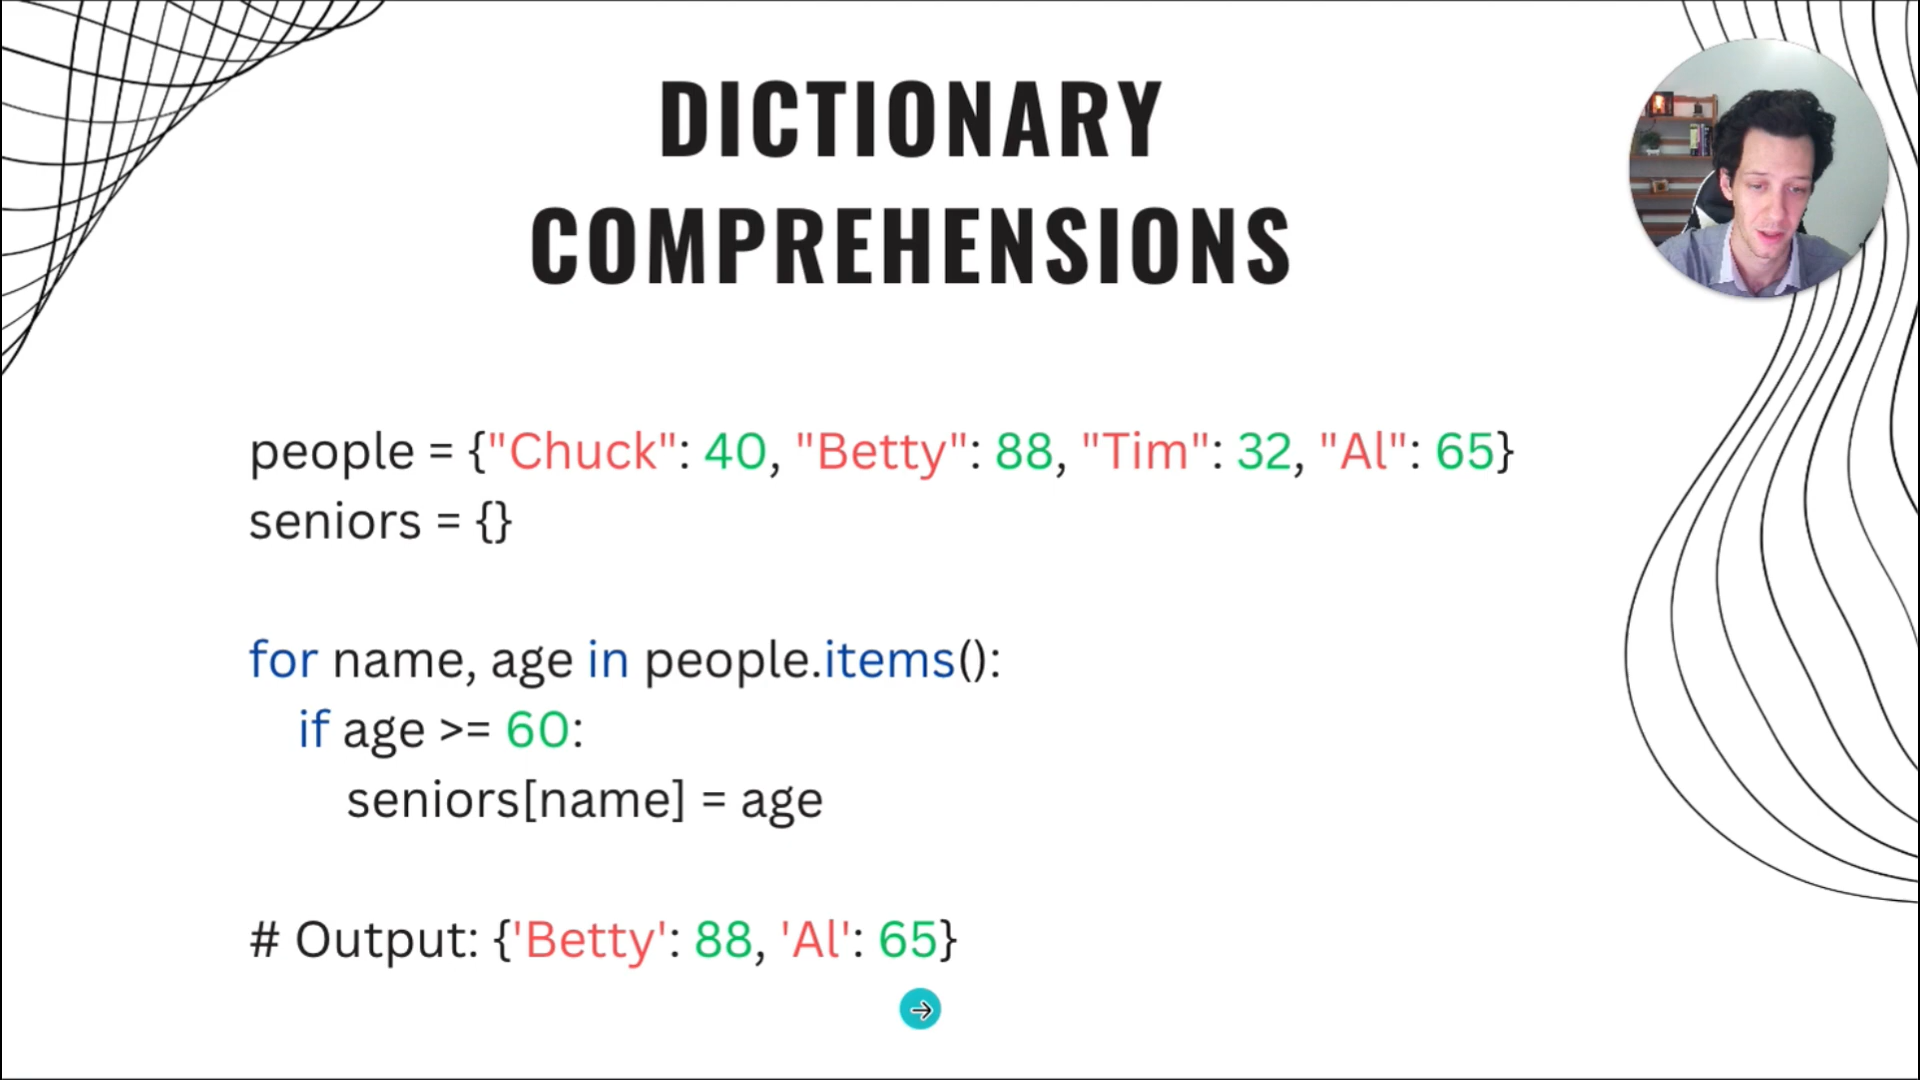 DICTIONARY
COMPREHENSIONS
people = {"Chuck": 40, "Betty": 88, "Tim": 32, "Al": 65}
seniors = {}
for name, age in people.items():
if age >= 60:
seniors[name] = age
# Output: {'Betty': 88, 'Al': 65}